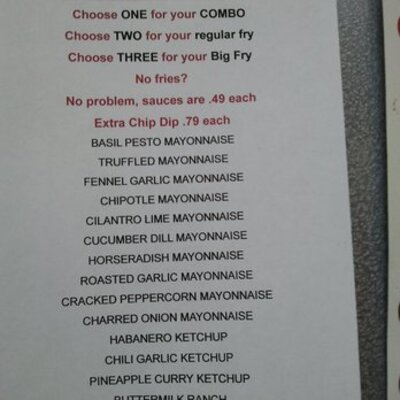 Choose ONE for your COMBO
Choose TWO for your regular fry
Choose THREE for your Big Fry
No fries?
No problem, sauces are .49 each
Extra Chip Dip .79 each
BASIL PESTO MAYONNAISE
TRUFFLED MAYONNAISE
FENNEL GARLIC MAYONNAISE
CHIPOTLE MAYONNAISE
CILANTRO LIME MAYONNAISE
CUCUMBER DILL MAYONNAISE
HORSERADISH MAYONNAISE
ROASTED GARLIC MAYONNAISE
CRACKED PEPPERCORN MAYONNAISE
CHARRED ONION MAYONNAISE
HABANERO KETCHUP
CHILI GARLIC KETCHUP
PINEAPPLE CURRY KETCHUP
BUTTERMILK RANCH